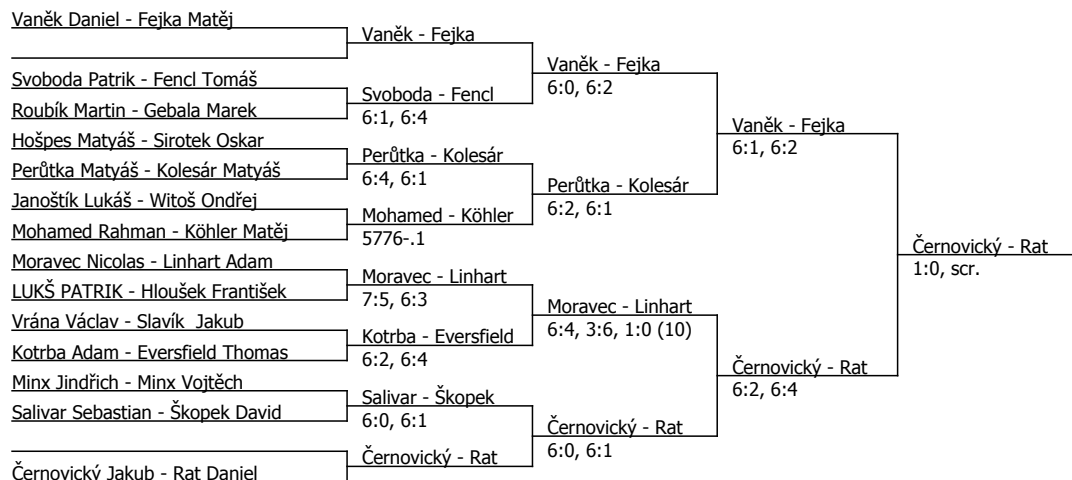 Vaněk Daniel - Fejka Matěj
Vaněk - Fejka
Vaněk - Fejka
6:0, 6:2
Svoboda Patrik - Fencl Tomáš
Svoboda - Fencl
6:1, 6:4
Roubík Martin - Gebala Marek
Vaněk - Fejka
6:1, 6:2
Hošpes Matyáš - Sirotek Oskar
Perůtka - Kolesár
6:4, 6:1
Perůtka Matyáš - Kolesár Matyáš
Perůtka - Kolesár
6:2, 6:1
Janoštík Lukáš - Witoš Ondřej
Mohamed - Köhler
5776-.1
Mohamed Rahman - Köhler Matěj
Černovický - Rat
1:0, scr.
Moravec Nicolas - Linhart Adam
Moravec - Linhart
7:5, 6:3
LUKŠ PATRIK - Hloušek František
Moravec - Linhart
6:4, 3:6, 1:0 (10)
Vrána Václav - Slavík  Jakub
Kotrba - Eversfield
6:2, 6:4
Kotrba Adam - Eversfield Thomas
Černovický - Rat
6:2, 6:4
Minx Jindřich - Minx Vojtěch
Salivar - Škopek
6:0, 6:1
Salivar Sebastian - Škopek David
Černovický - Rat
6:0, 6:1
Černovický - Rat
Černovický Jakub - Rat Daniel